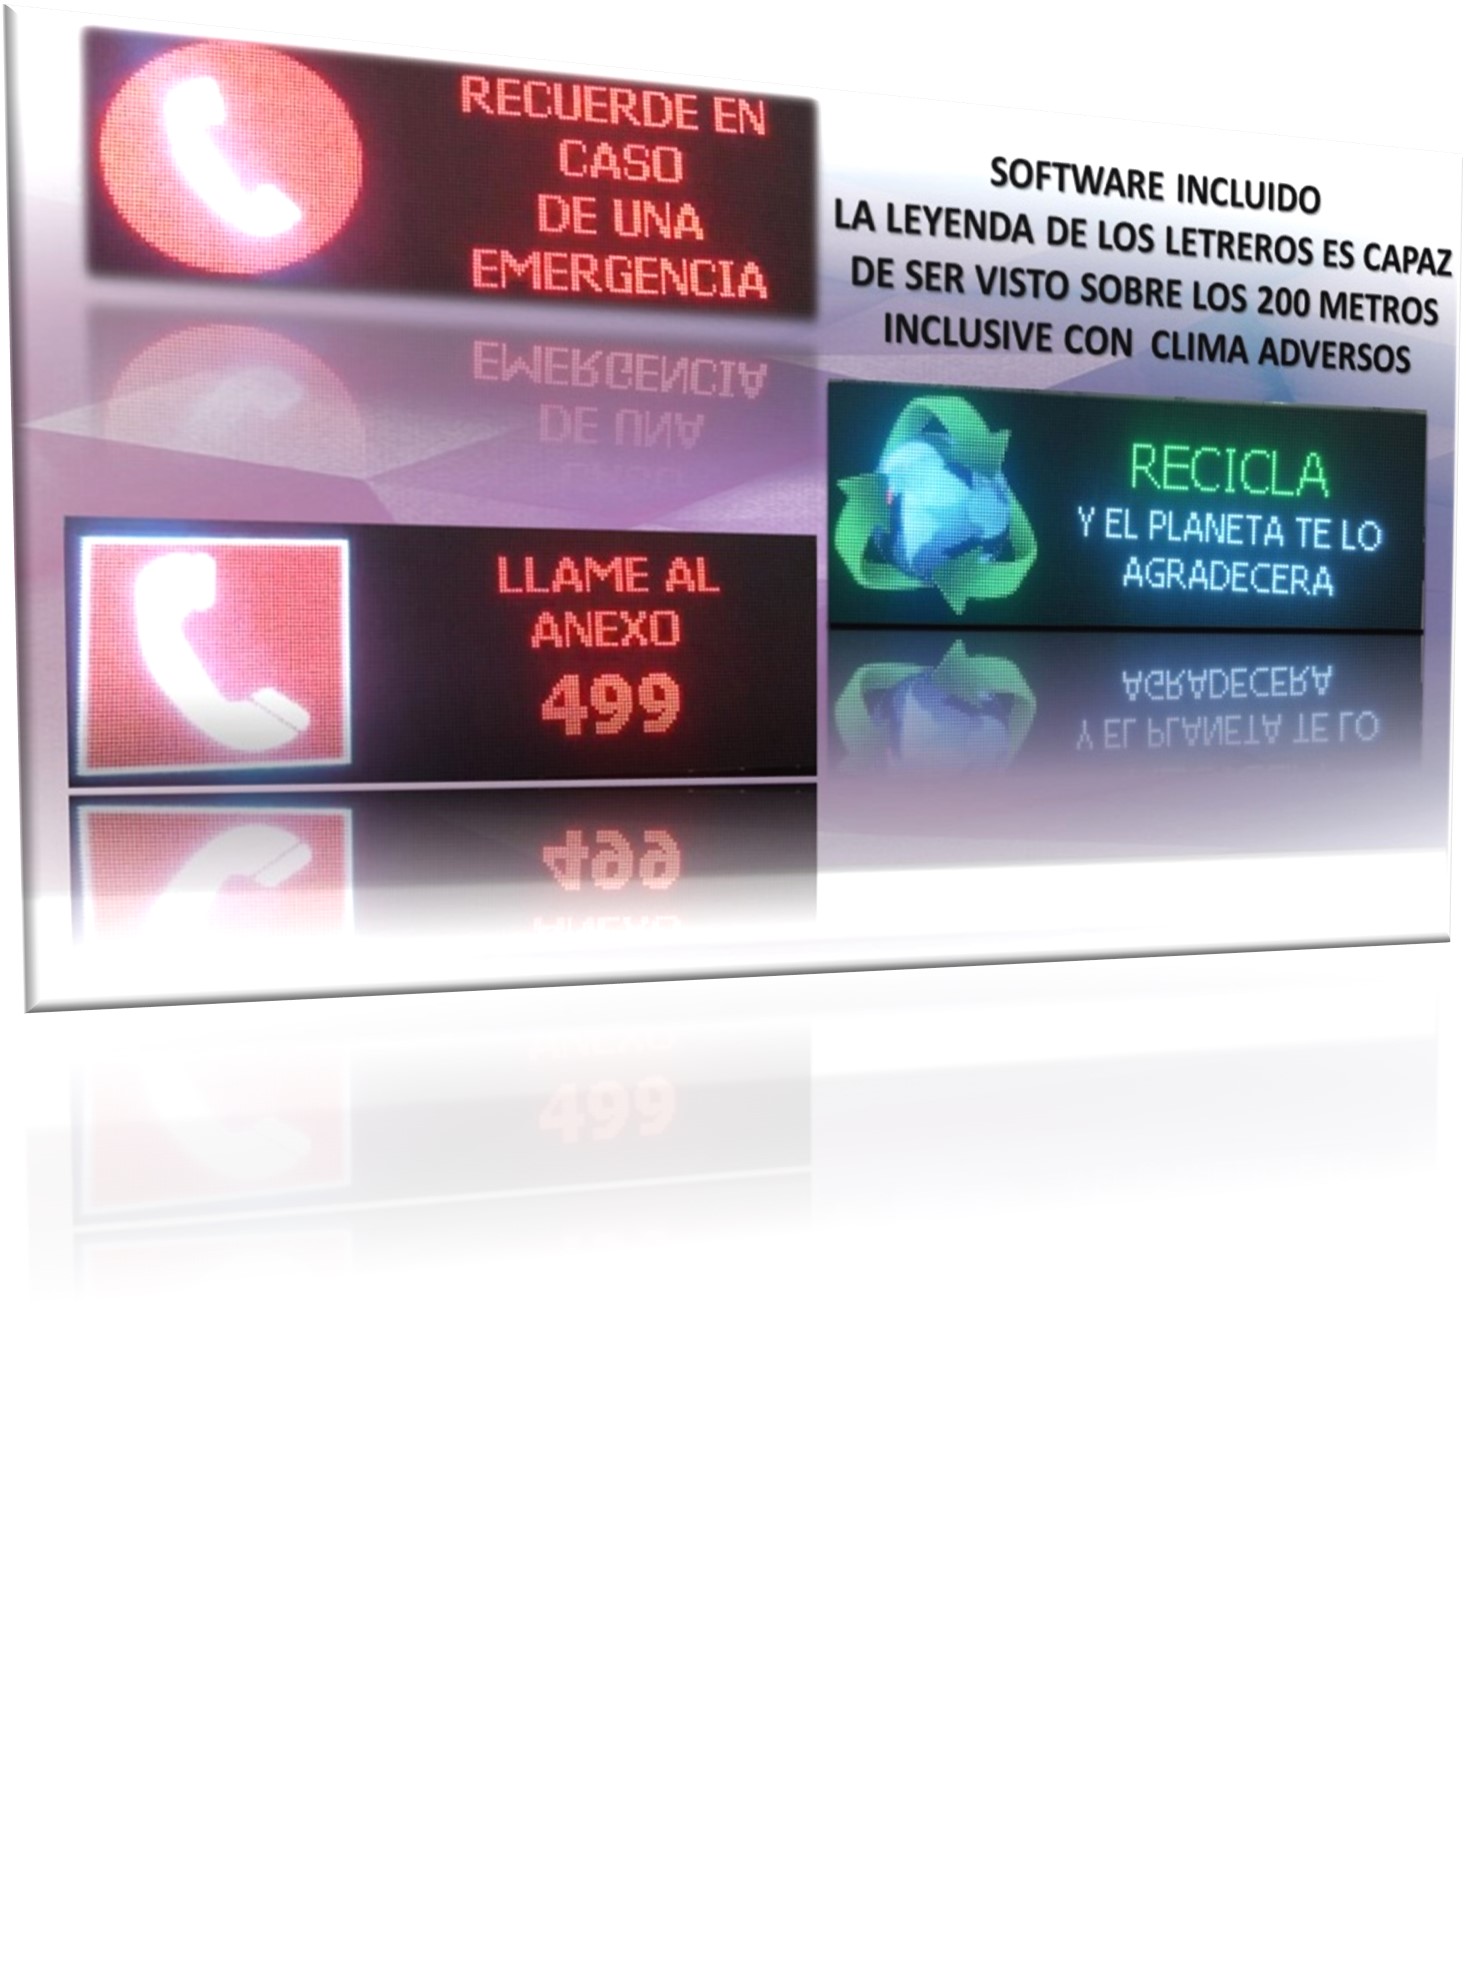 RECUERDE EN
CASO
DE UNA
EMERGENCIA
LLAME AL
ANEXO
499
SOFTWARE INCLUIDO
LA LEYENDA DE LOS LETREROS ES CAPAZ
DE SER VISTO SOBRE LOS 200 METROS
INCLUSIVE CON CLIMA ADVERSOS
RECICLA
Y EL PLANETA TE LO
AGRADECERA